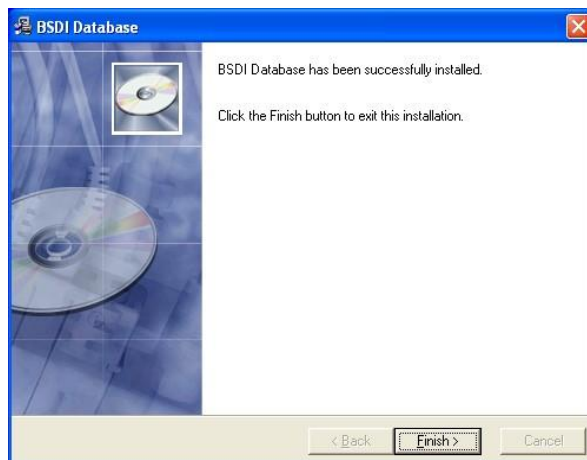 BSDI Database
BSDI Database has been successfully installed.
Click the Finish button to exit this installation.
< Back
Finish >
Cancel